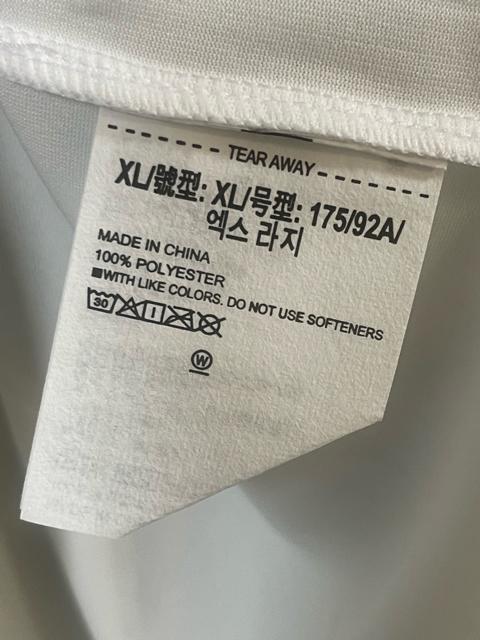 TEAR AWAY
XL/號型: XL/号型: 175/92A/
엑스 라지
MADE IN CHINA
100% POLYESTER
WITH LIKE COLORS. DO NOT USE SOFTENERS
30
W